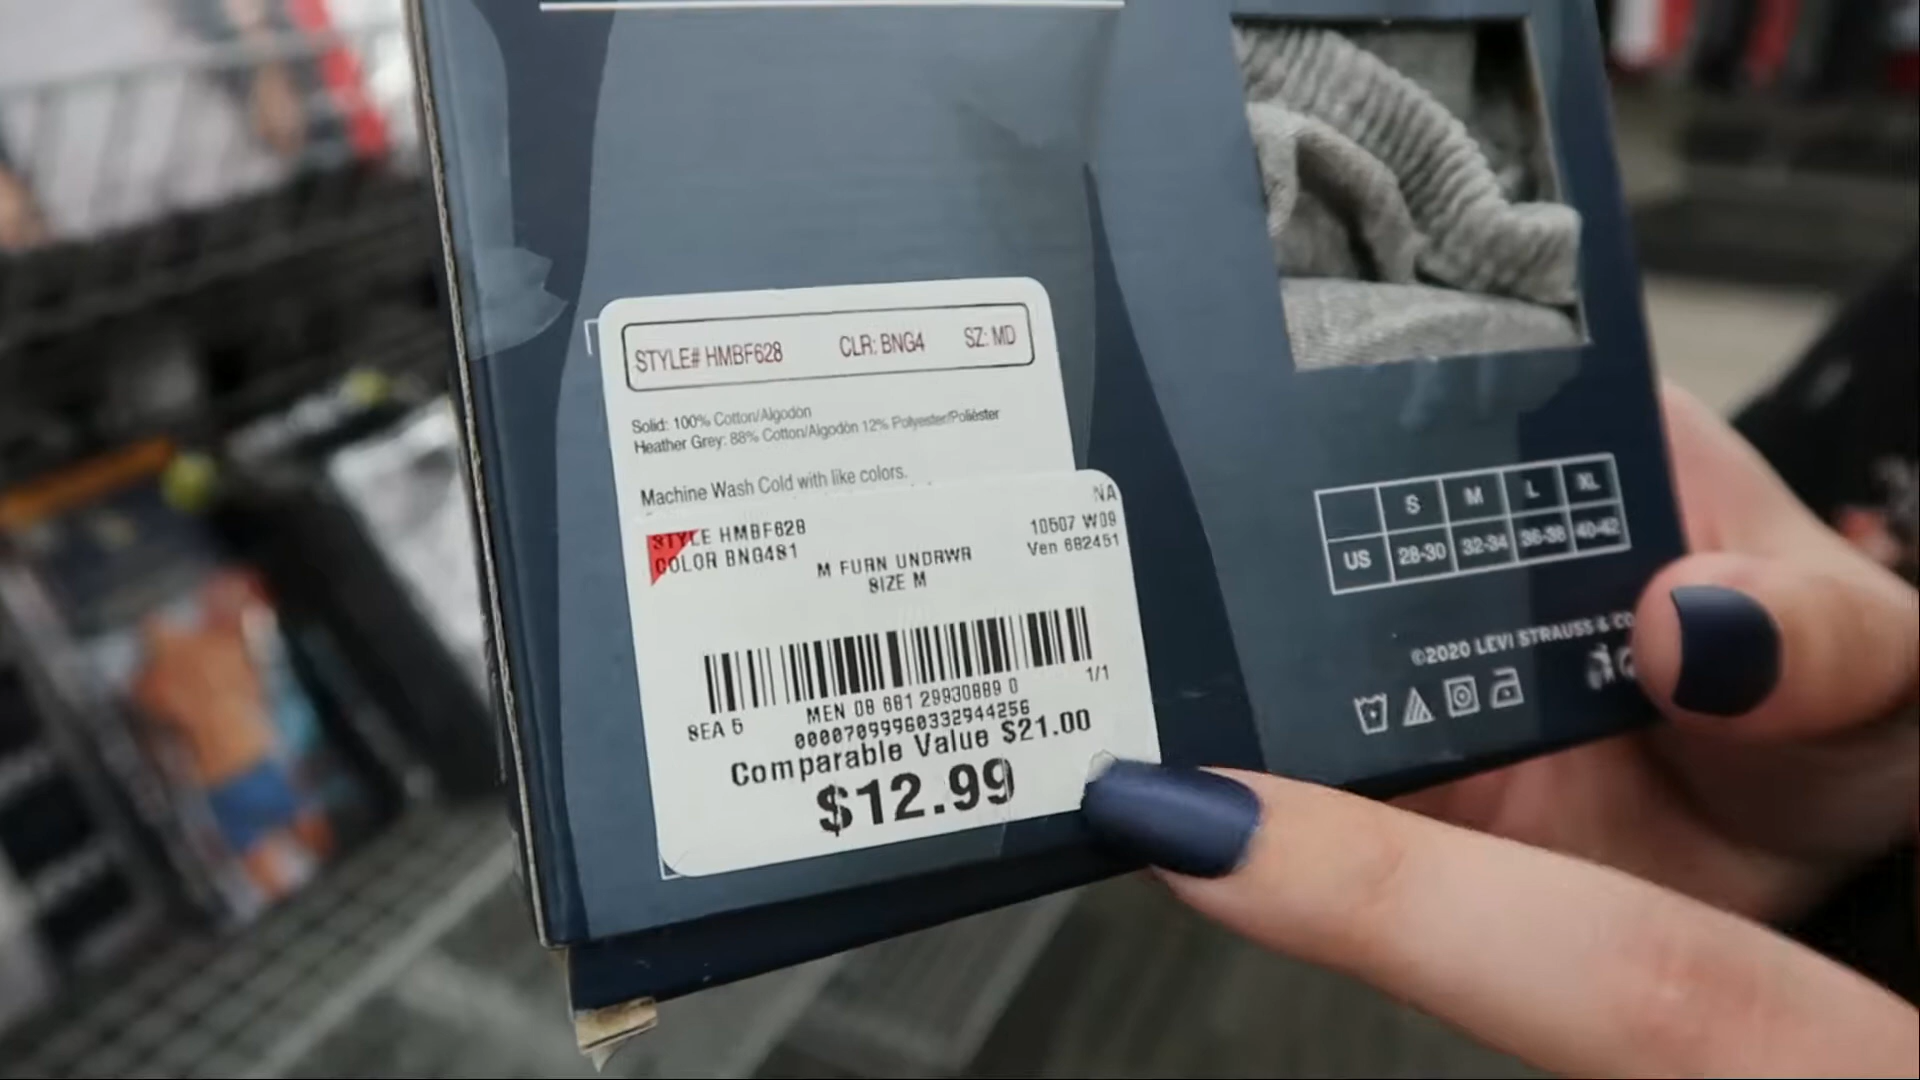 STYLE# HMBF628 CLR: BNG4 SZ: MD
Solid: 100% Cotton/Algodón
Heather Grey: 88% Cotton/Algodón 12% Polyester/Poliéster
Machine Wash Cold with like colors.
NA
STYLE HMBF628 10507 W09
COLOR BNG481 Ven 682451
M FURN UNDRWR
SIZE M
1/1
SEA 5 MEN 08 681 29930889 0
00007099960332944256
Comparable Value $21.00
$12.99
S M L XL
US 28-30 32-34 36-38 40-42
©2020 LEVI STRAUSS & CO